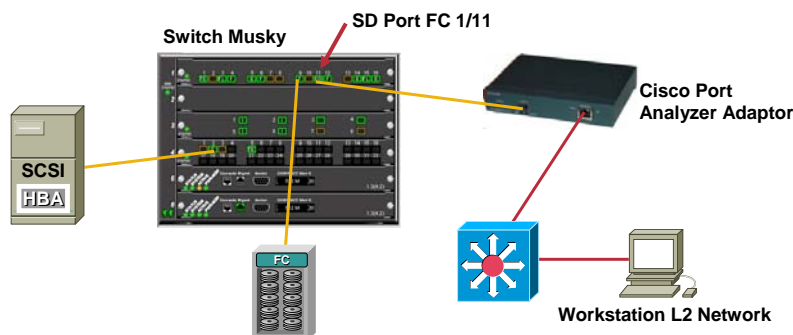 SD Port FC 1/11
Switch Musky
Cisco Port
Analyzer Adaptor
SCSI
HBA
FC
Workstation L2 Network